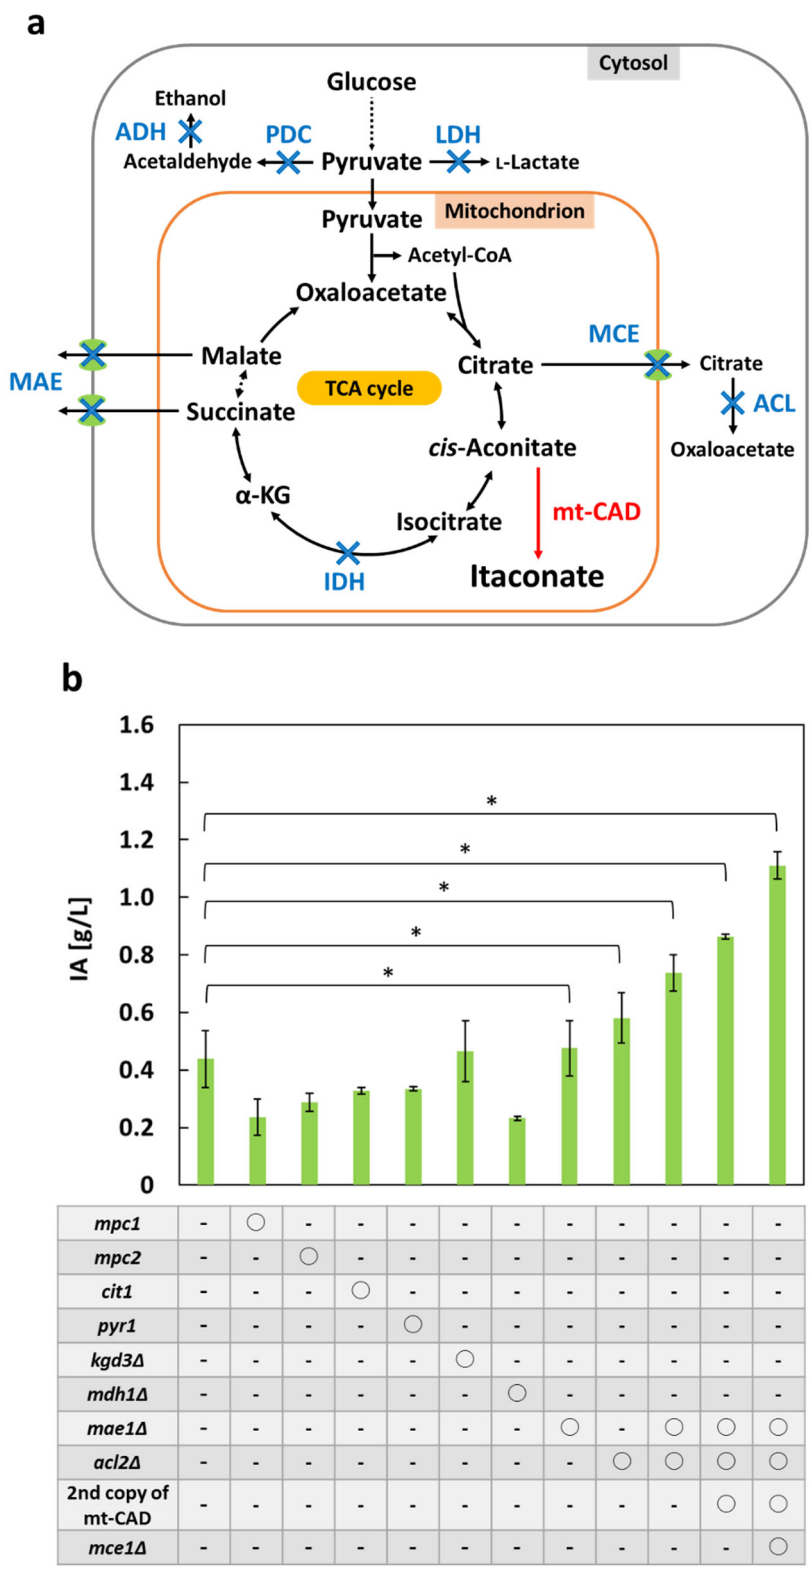 a
Cytosol
Glucose
Ethanol
ADH
PDC
LDH
Acetaldehyde
Pyruvate
L-Lactate
Mitochondrion
Pyruvate
Acetyl-CoA
Oxaloacetate
MCE
Malate
Citrate
Citrate
MAE
TCA cycle
ACL
Succinate
cis-Aconitate
Oxaloacetate
α-KG
mt-CAD
Isocitrate
IDH
Itaconate
b
1.6
1.4
1.2
1.0
0.8
0.6
0.4
0.2
0
IA [g/L]
*
*
*
*
*
mpc1 - ○ - - - - - - - - - -
mpc2 - - ○ - - - - - - - - -
cit1 - - - ○ - - - - - - - -
pyr1 - - - - ○ - - - - - - -
kgd3Δ - - - - - ○ - - - - - -
mdh1Δ - - - - - - ○ - - - - -
mae1Δ - - - - - - - ○ - ○ ○ ○
acl2Δ - - - - - - - - ○ ○ ○ ○
2nd copy of
mt-CAD - - - - - - - - - - ○ ○
mce1Δ - - - - - - - - - - - ○